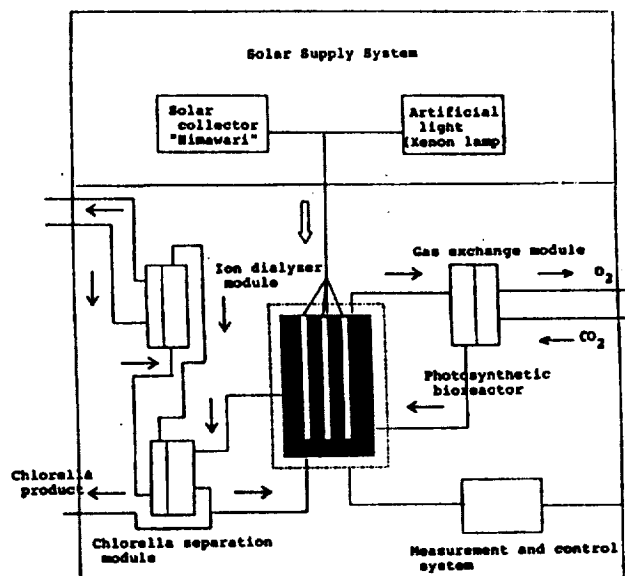 Solar Supply System
Solar
collector
"Himawari"
Artificial
light
(Xenon lamp)
Gas exchange module
O2
Ion dialyzer
module
CO2
Photosynthetic
bioreactor
Chlorella
product
Chlorella separation
module
Measurement and control
system